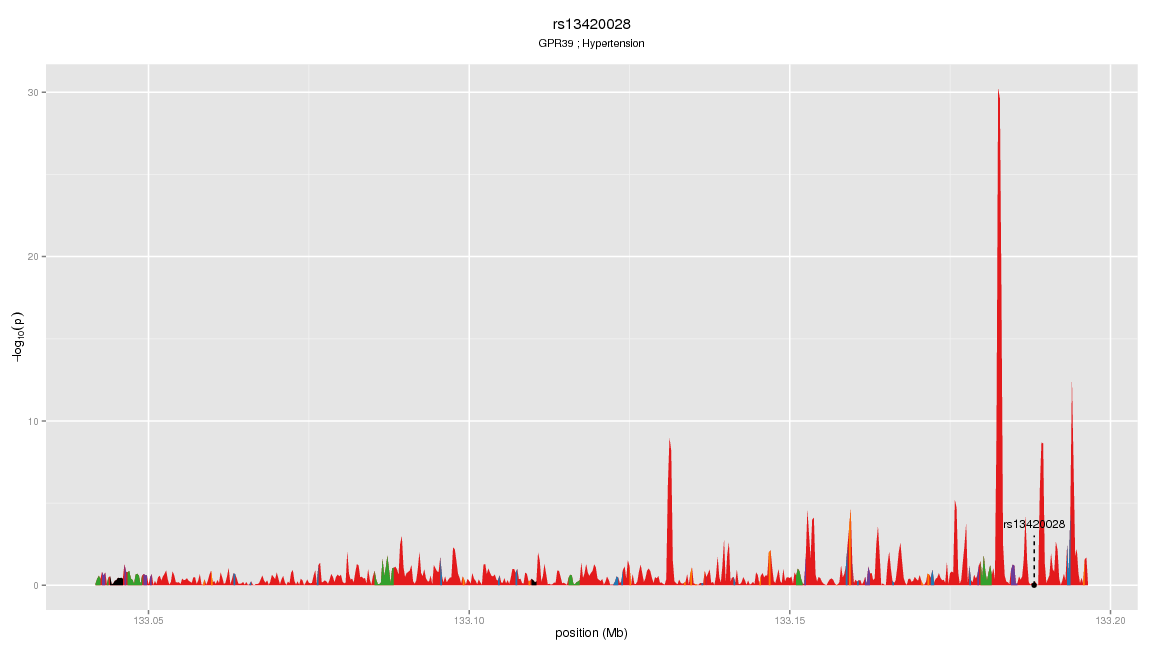 rs13420028
GPR39 ; Hypertension
30
20
10
0
−log10(p)
rs13420028
133.05
133.10
133.15
133.20
position (Mb)